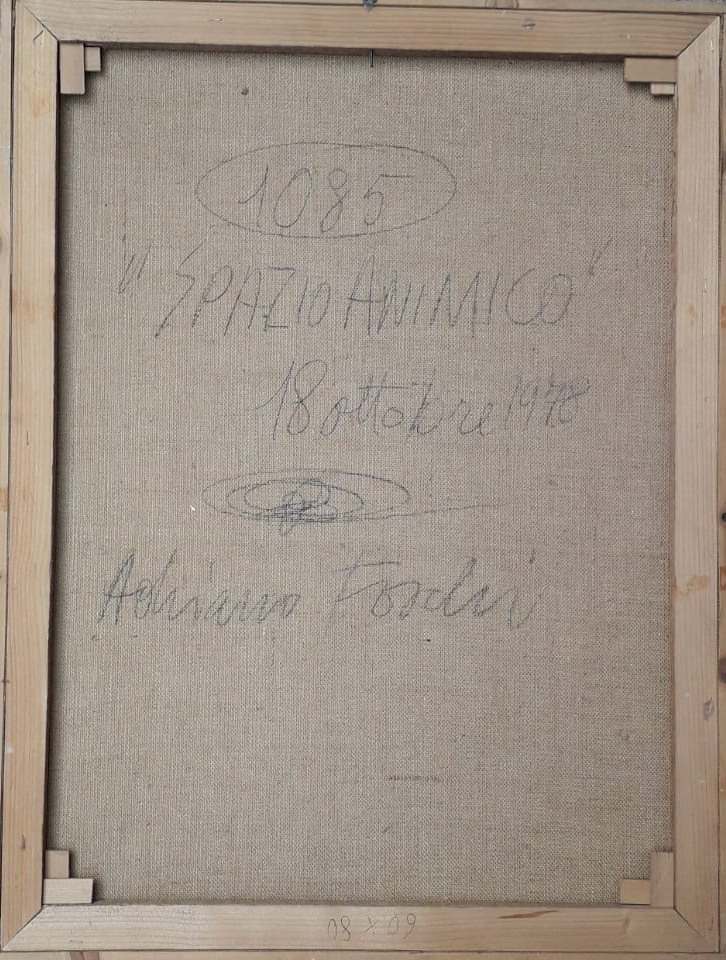 1085
"SPAZIO ANIMICO"
18 ottobre 1978
Adriano Foschi
60 x 80